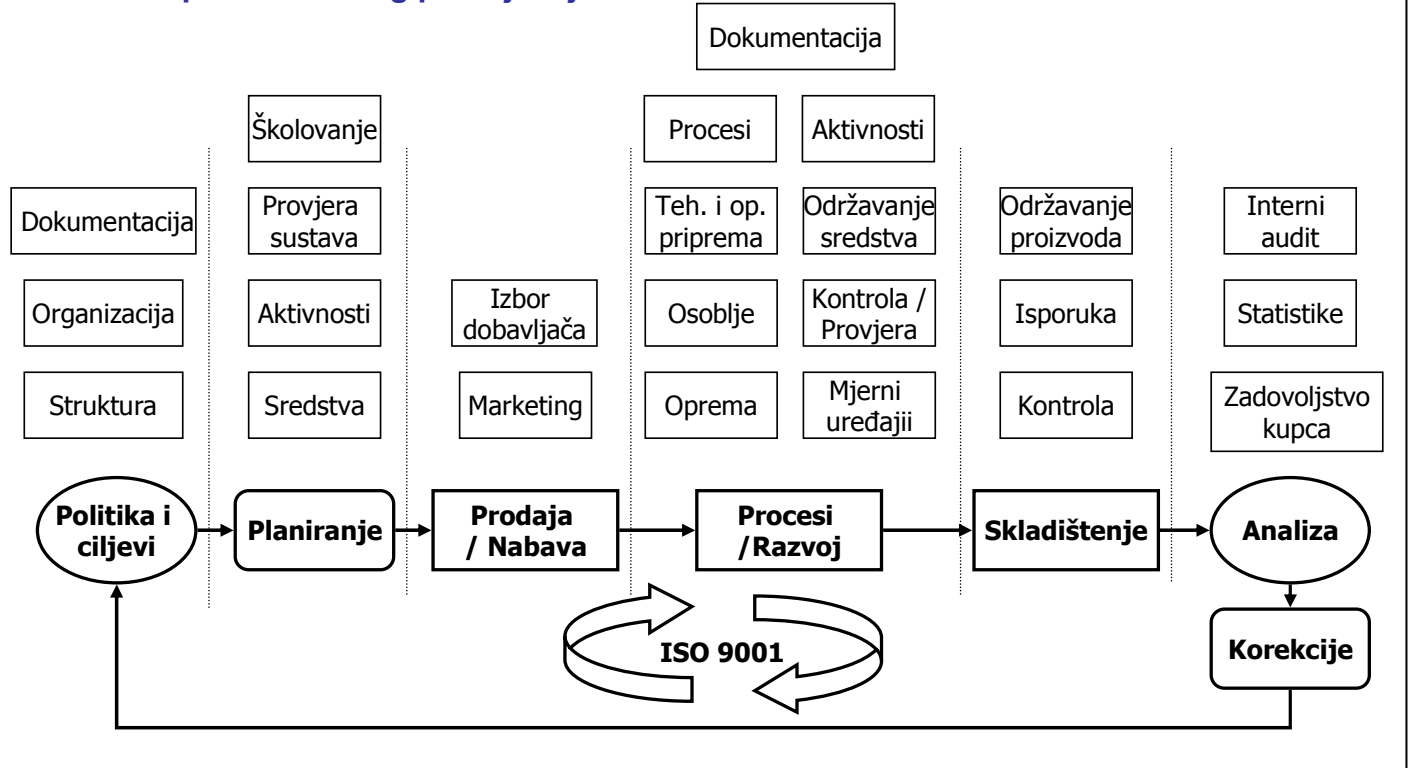 Dokumentacija
Školovanje
Procesi
Aktivnosti
Dokumentacija
Provjera
sustava
Teh. i op.
priprema
Održavanje
sredstva
Održavanje
proizvoda
Interni
audit
Organizacija
Aktivnosti
Izbor
dobavljača
Osoblje
Kontrola /
Provjera
Isporuka
Statistike
Struktura
Sredstva
Marketing
Oprema
Mjerni
uređajii
Kontrola
Zadovoljstvo
kupca
Politika i
ciljevi
Planiranje
Prodaja
/ Nabava
Procesi
/Razvoj
Skladištenje
Analiza
ISO 9001
Korekcije